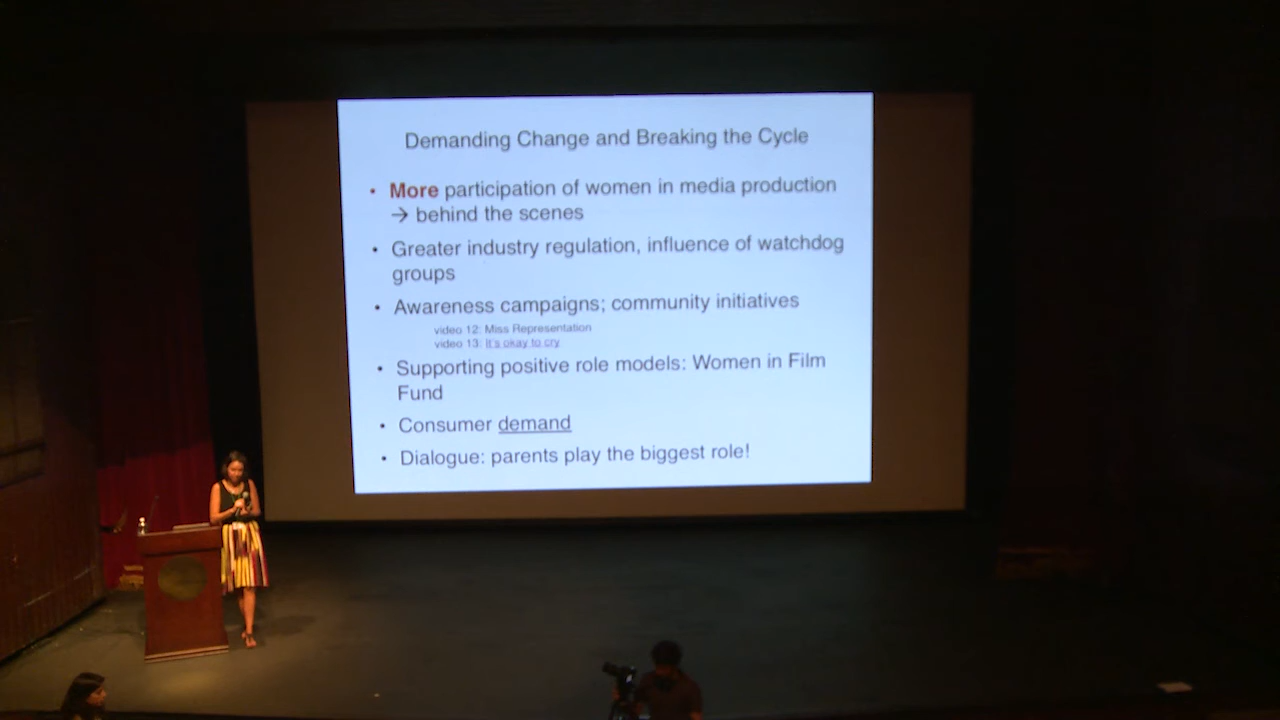 Demanding Change and Breaking the Cycle
• More participation of women in media production
→ behind the scenes
• Greater industry regulation, influence of watchdog
groups
• Awareness campaigns; community initiatives
video 12: Miss Representation
video 13: It's okay to cry
• Supporting positive role models: Women in Film
Fund
• Consumer demand
• Dialogue: parents play the biggest role!